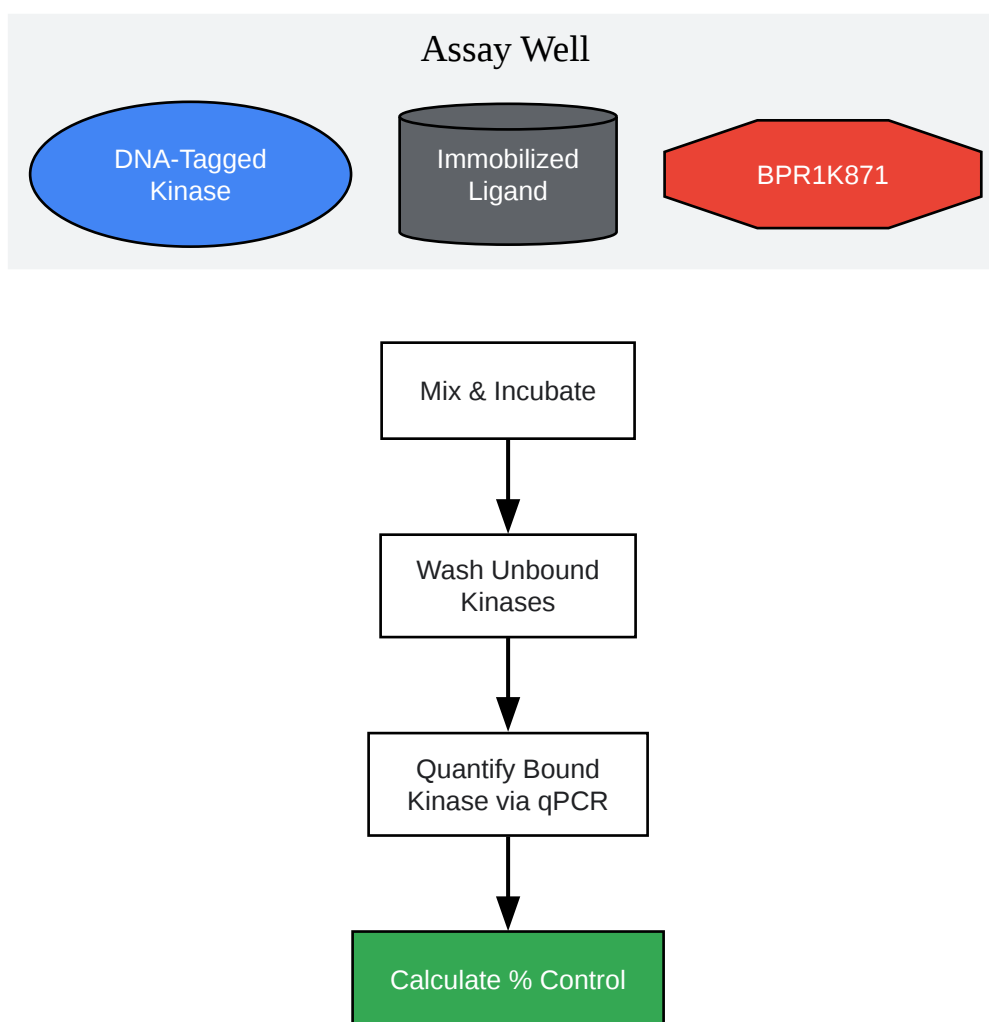 Assay Well
DNA-Tagged
Kinase
Immobilized
Ligand
BPR1K871
Mix & Incubate
Wash Unbound
Kinases
Quantify Bound
Kinase via qPCR
Calculate % Control